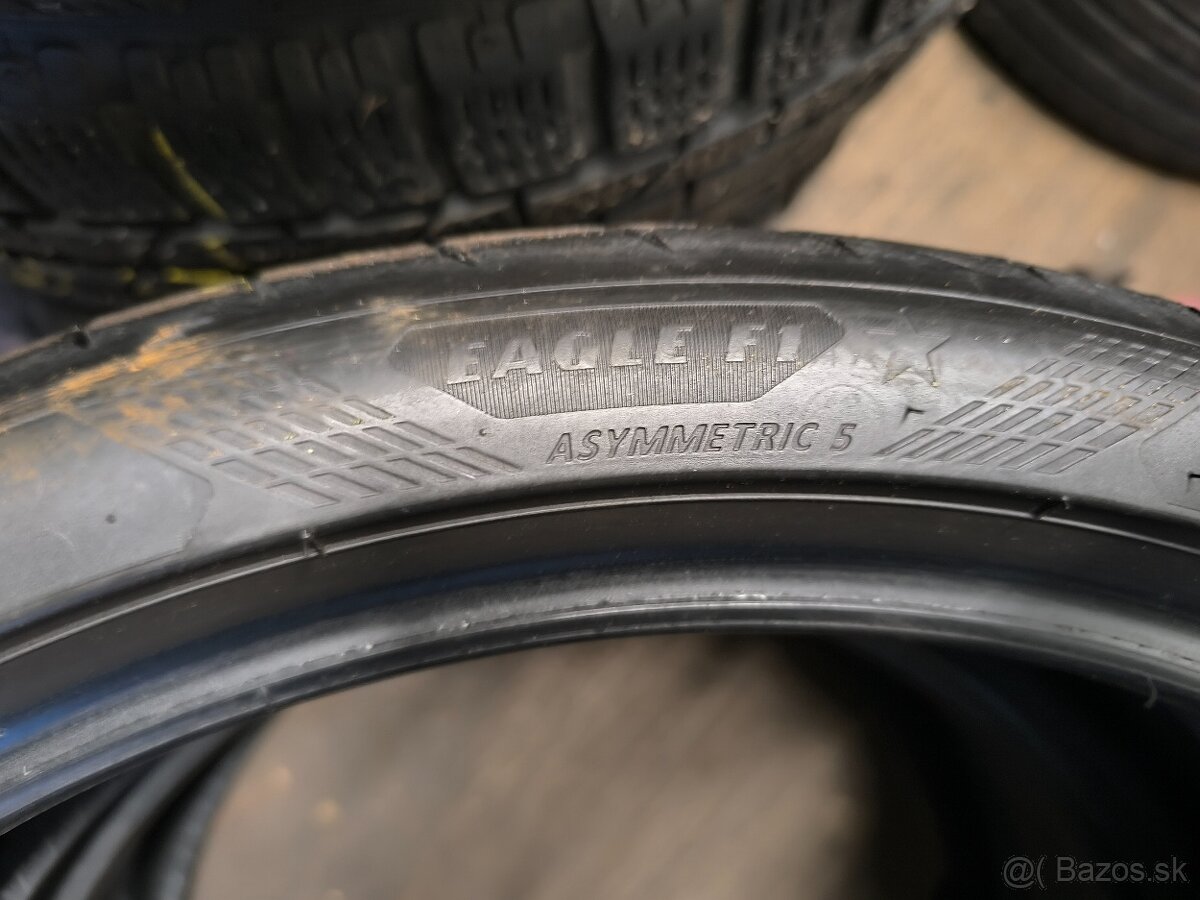 EAGLE F1
ASYMMETRIC 5
@( Bazos.sk